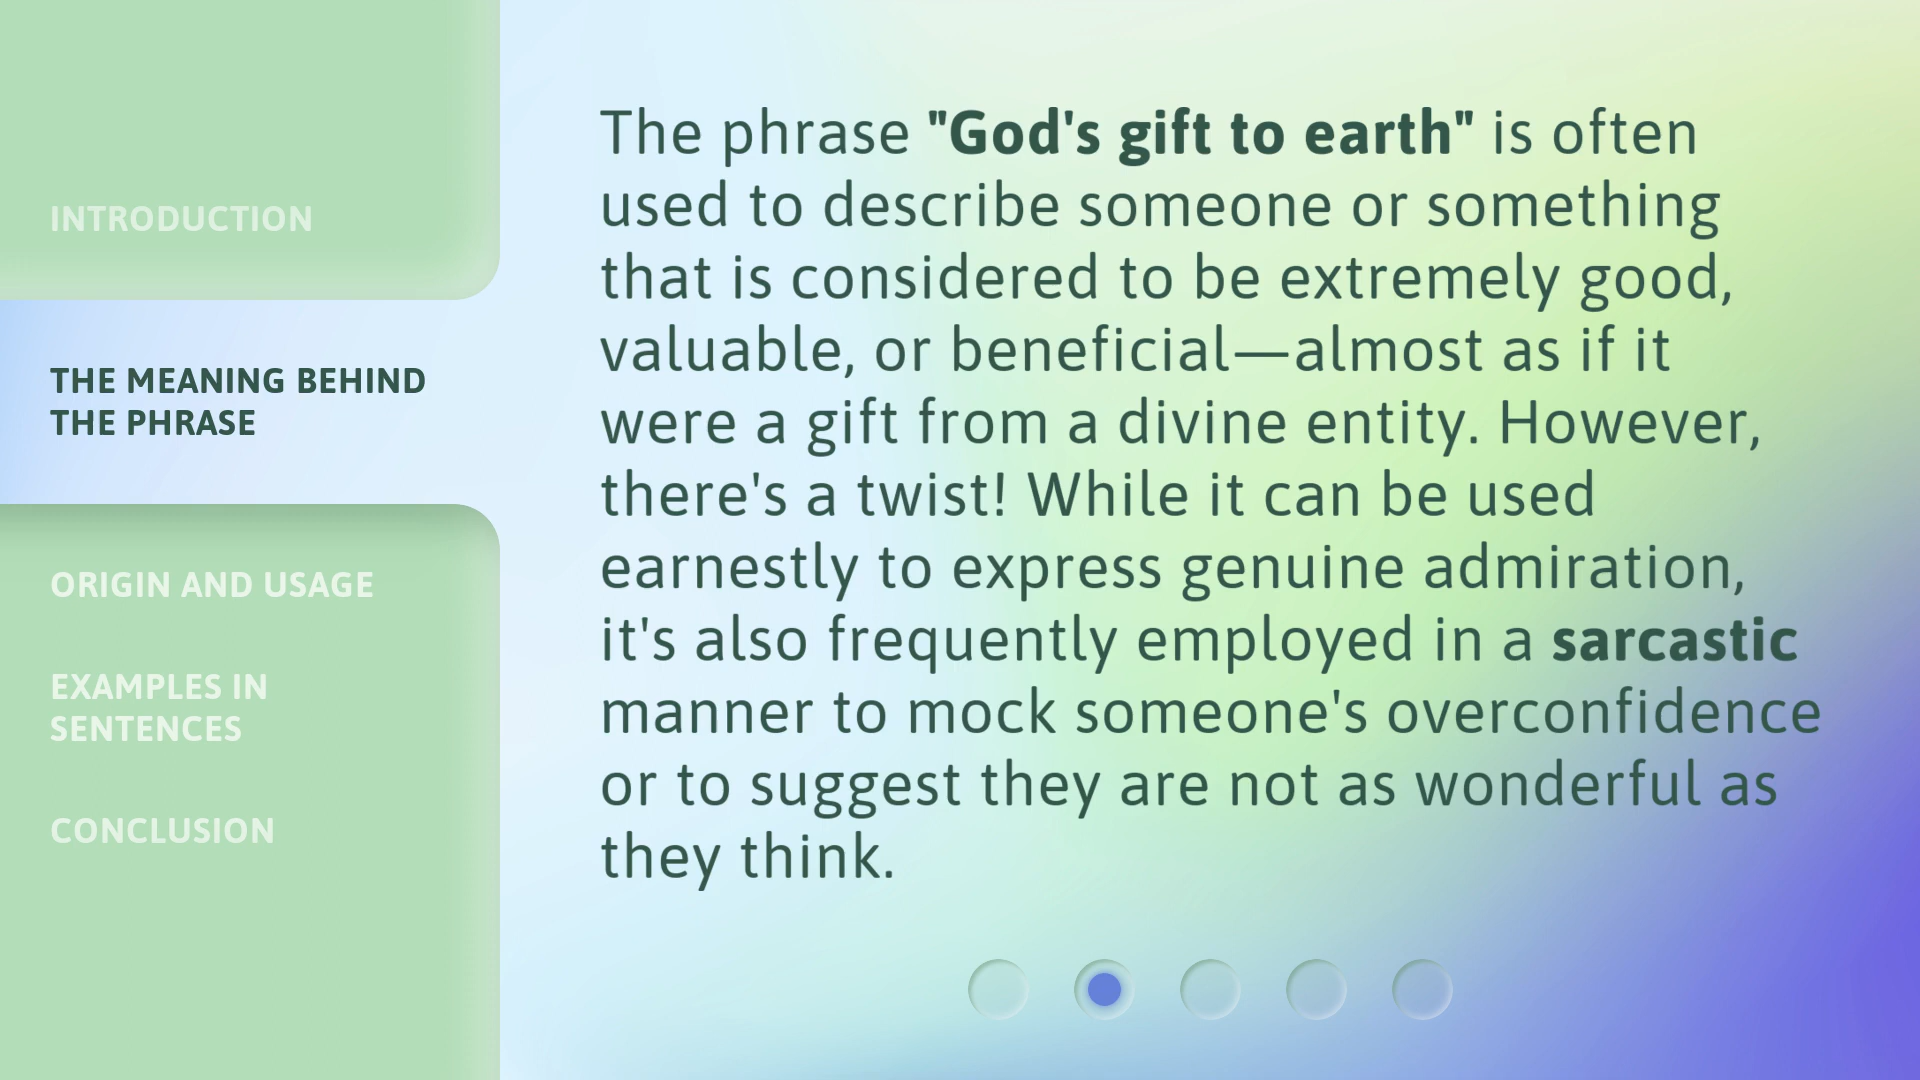 INTRODUCTION
THE MEANING BEHIND
THE PHRASE
ORIGIN AND USAGE
EXAMPLES IN
SENTENCES
CONCLUSION
The phrase "God's gift to earth" is often
used to describe someone or something
that is considered to be extremely good,
valuable, or beneficial—almost as if it
were a gift from a divine entity. However,
there's a twist! While it can be used
earnestly to express genuine admiration,
it's also frequently employed in a sarcastic
manner to mock someone's overconfidence
or to suggest they are not as wonderful as
they think.